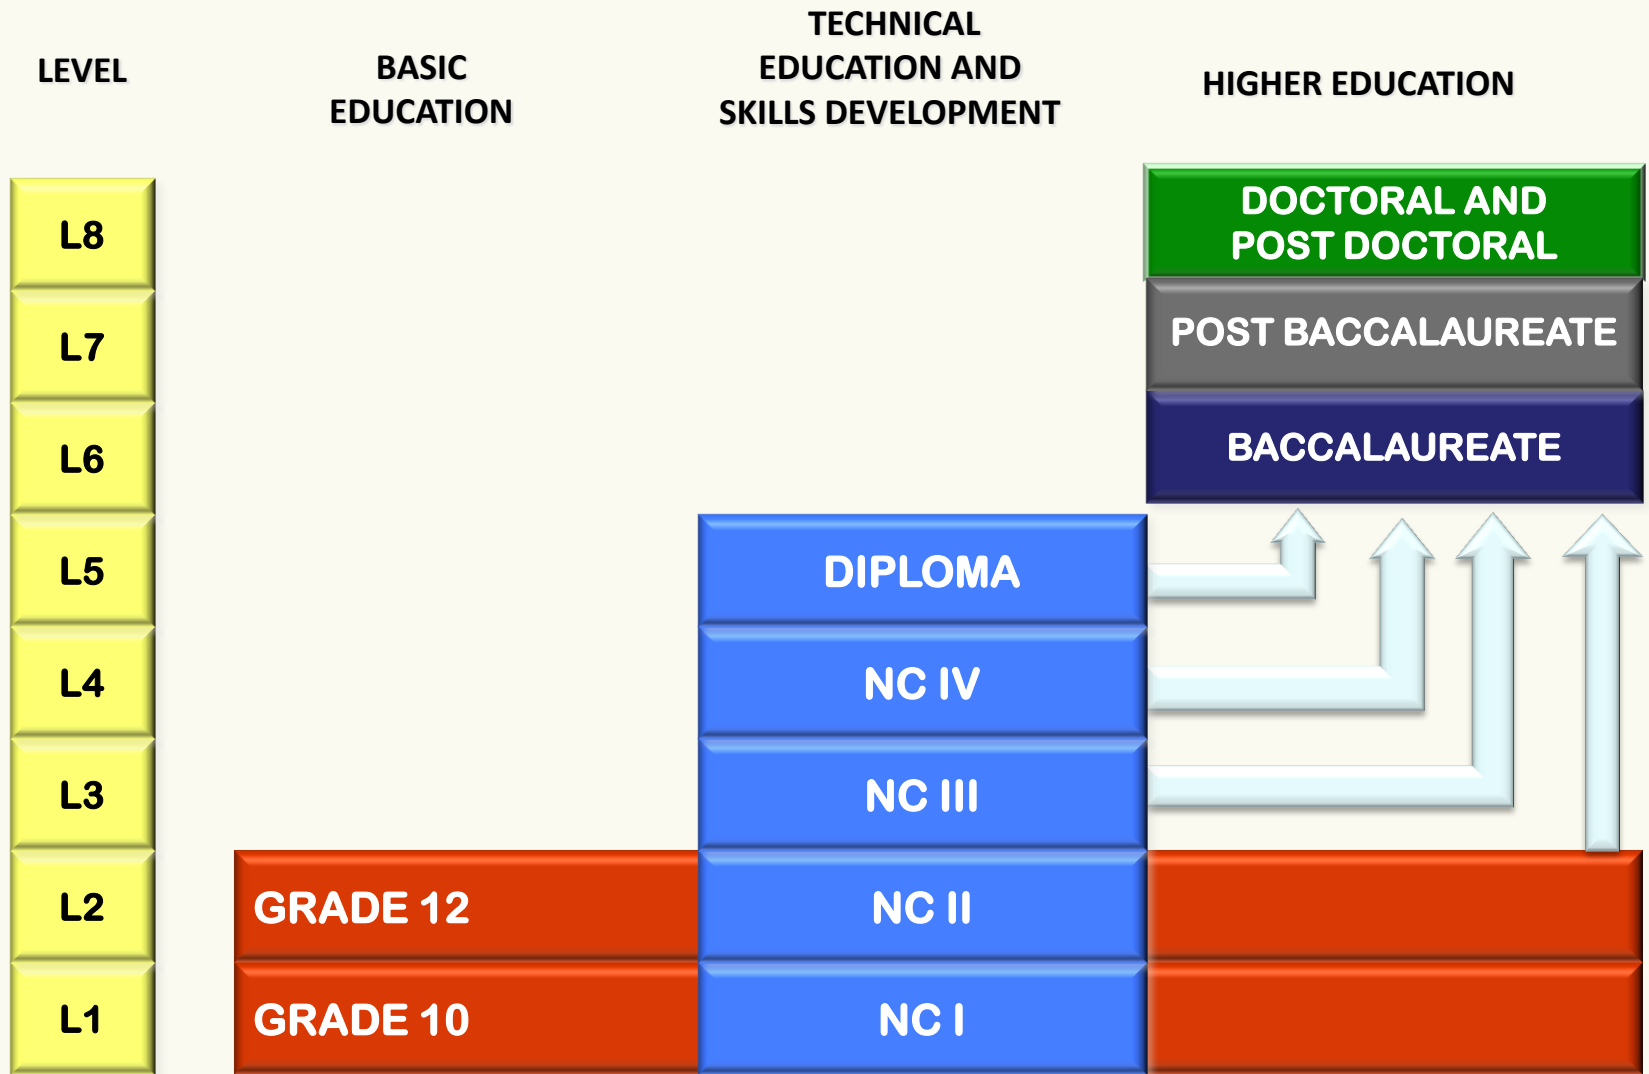 LEVEL
BASIC
EDUCATION
TECHNICAL
EDUCATION AND
SKILLS DEVELOPMENT
HIGHER EDUCATION
L8
DOCTORAL AND
POST DOCTORAL
L7
POST BACCALAUREATE
L6
BACCALAUREATE
L5
DIPLOMA
L4
NC IV
L3
NC III
L2
GRADE 12
NC II
L1
GRADE 10
NC I